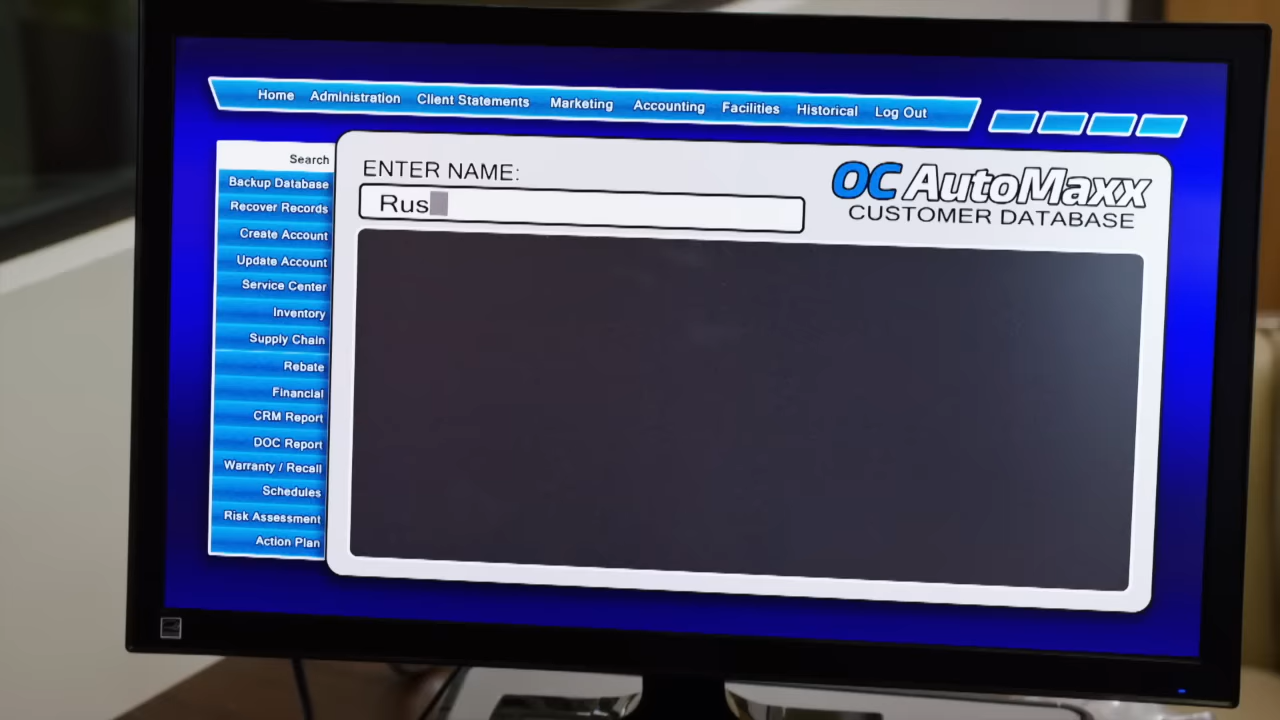 Home Administration Client Statements Marketing Accounting Facilities Historical Log Out
Search
Backup Database
Recover Records
Create Account
Update Account
Service Center
Inventory
Supply Chain
Rebate
Financial
CRM Report
DOC Report
Warranty / Recall
Schedules
Risk Assessment
Action Plan
ENTER NAME:
Rus
OC AutoMaxx
CUSTOMER DATABASE